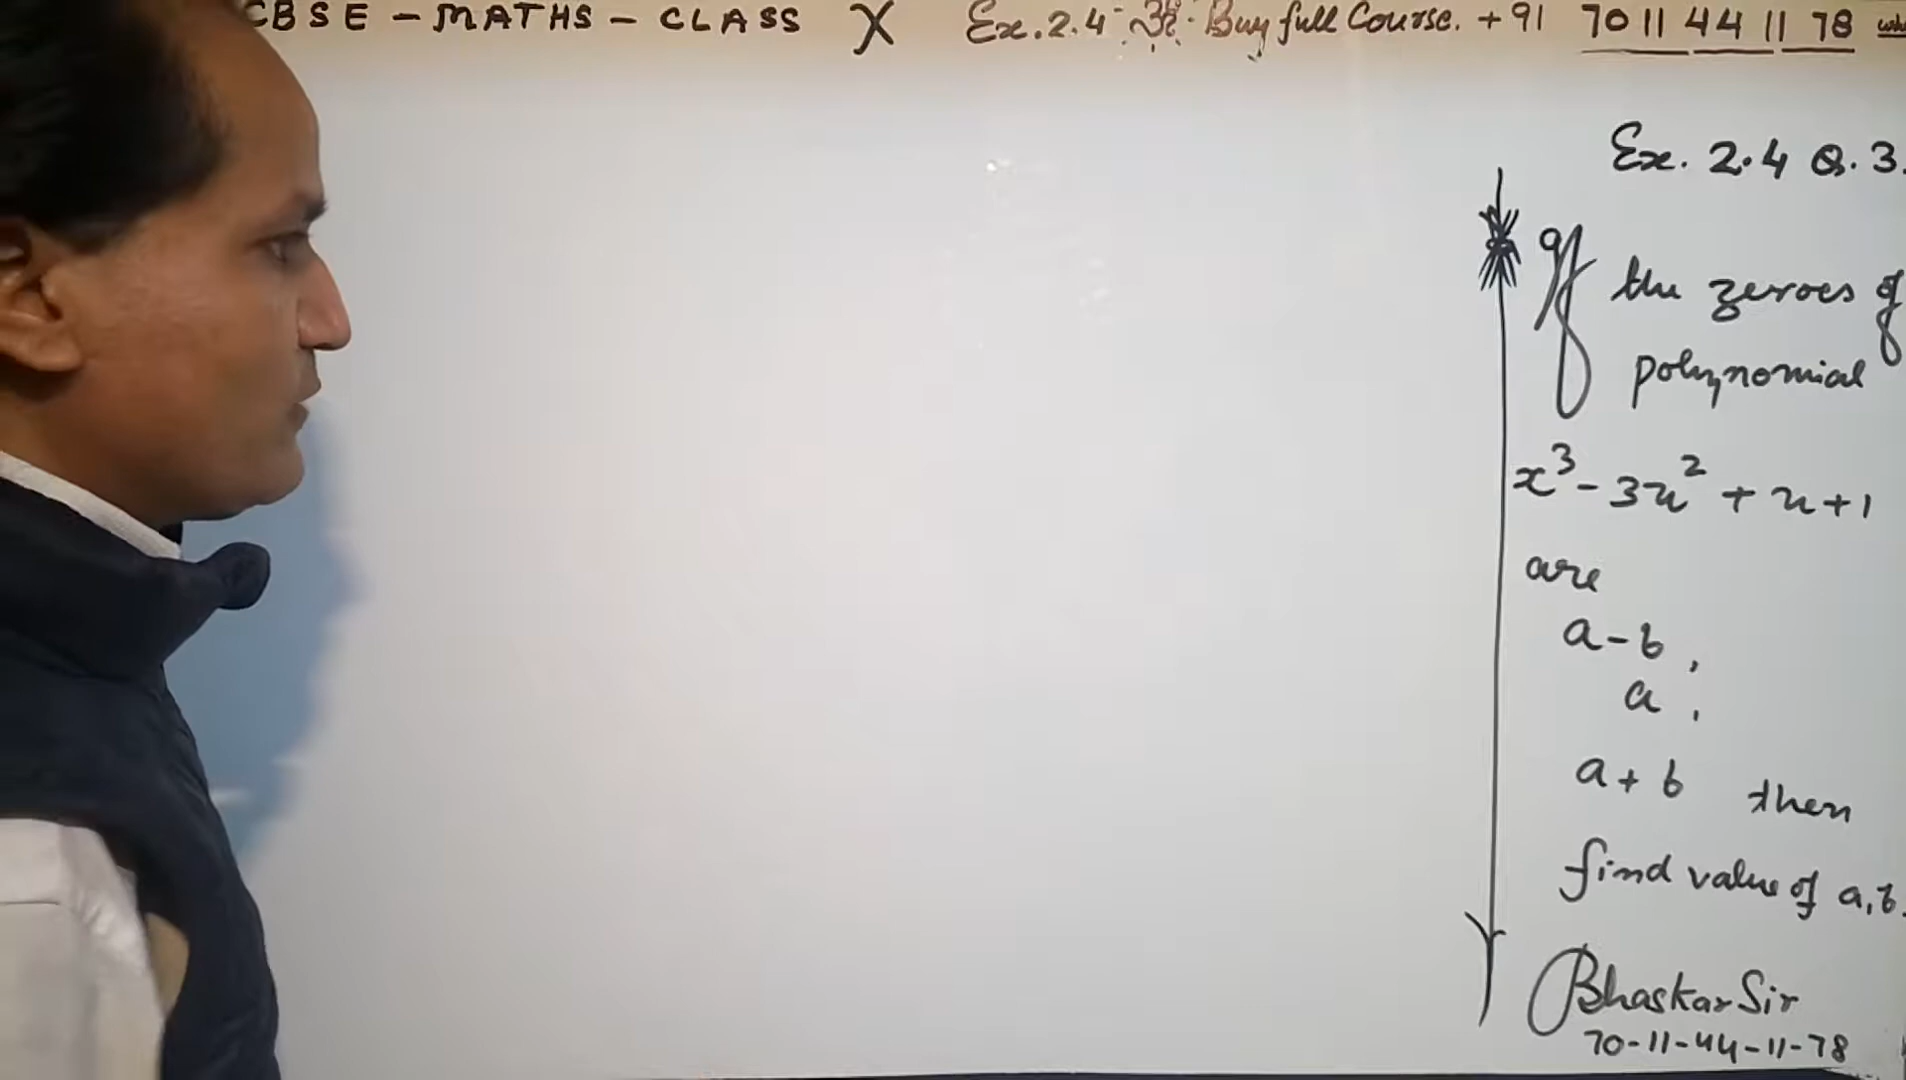 CBSE - MATHS - CLASS X Ex. 2.4 Buy full Course. +91 70 11 44 11 78
Ex. 2.4 Q. 3.
If the zeroes of
polynomial
x³ - 3x² + x + 1
are
a - b,
a,
a + b then
find value of a, b.
Bhaskar Sir
70-11-44-11-78